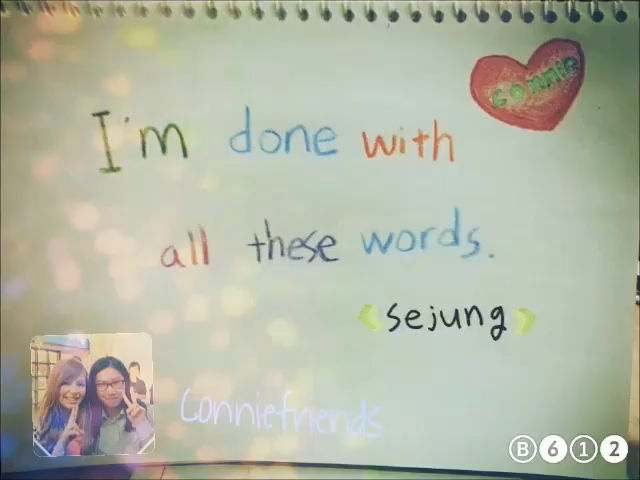 Connie
I'm done with
all these words.
sejung
Conniefriends
B612